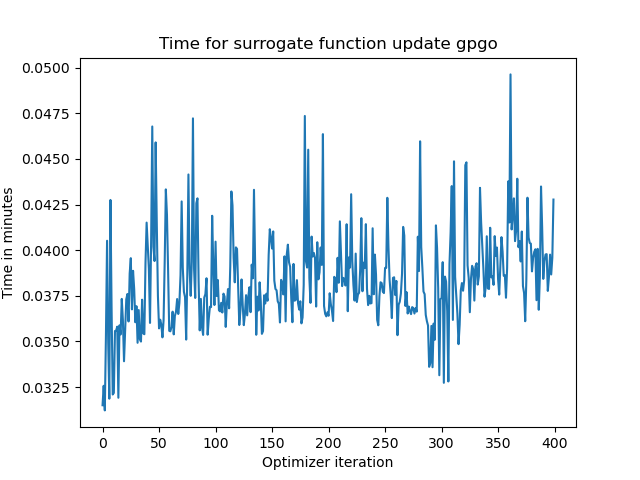 Time for surrogate function update gpgo
Time in minutes
0.0500
0.0475
0.0450
0.0425
0.0400
0.0375
0.0350
0.0325
0 50 100 150 200 250 300 350 400
Optimizer iteration